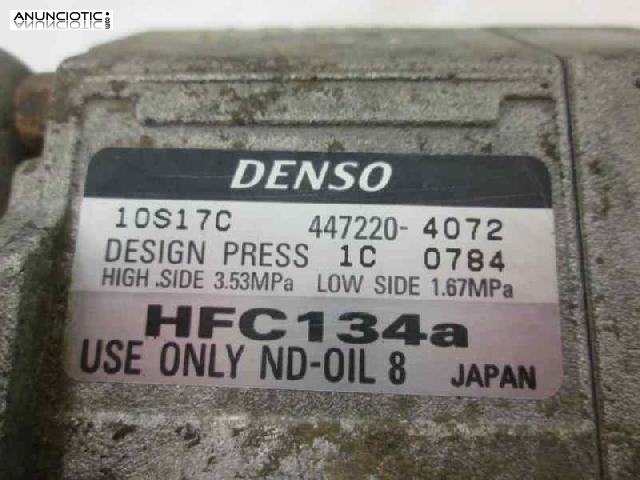 ANUNCIOTIC.com
DENSO
10S17C 447220- 4072
DESIGN PRESS 1C 0784
HIGH .SIDE 3.53MPa LOW SIDE 1.67MPa
HFC134a
USE ONLY ND-OIL 8 JAPAN